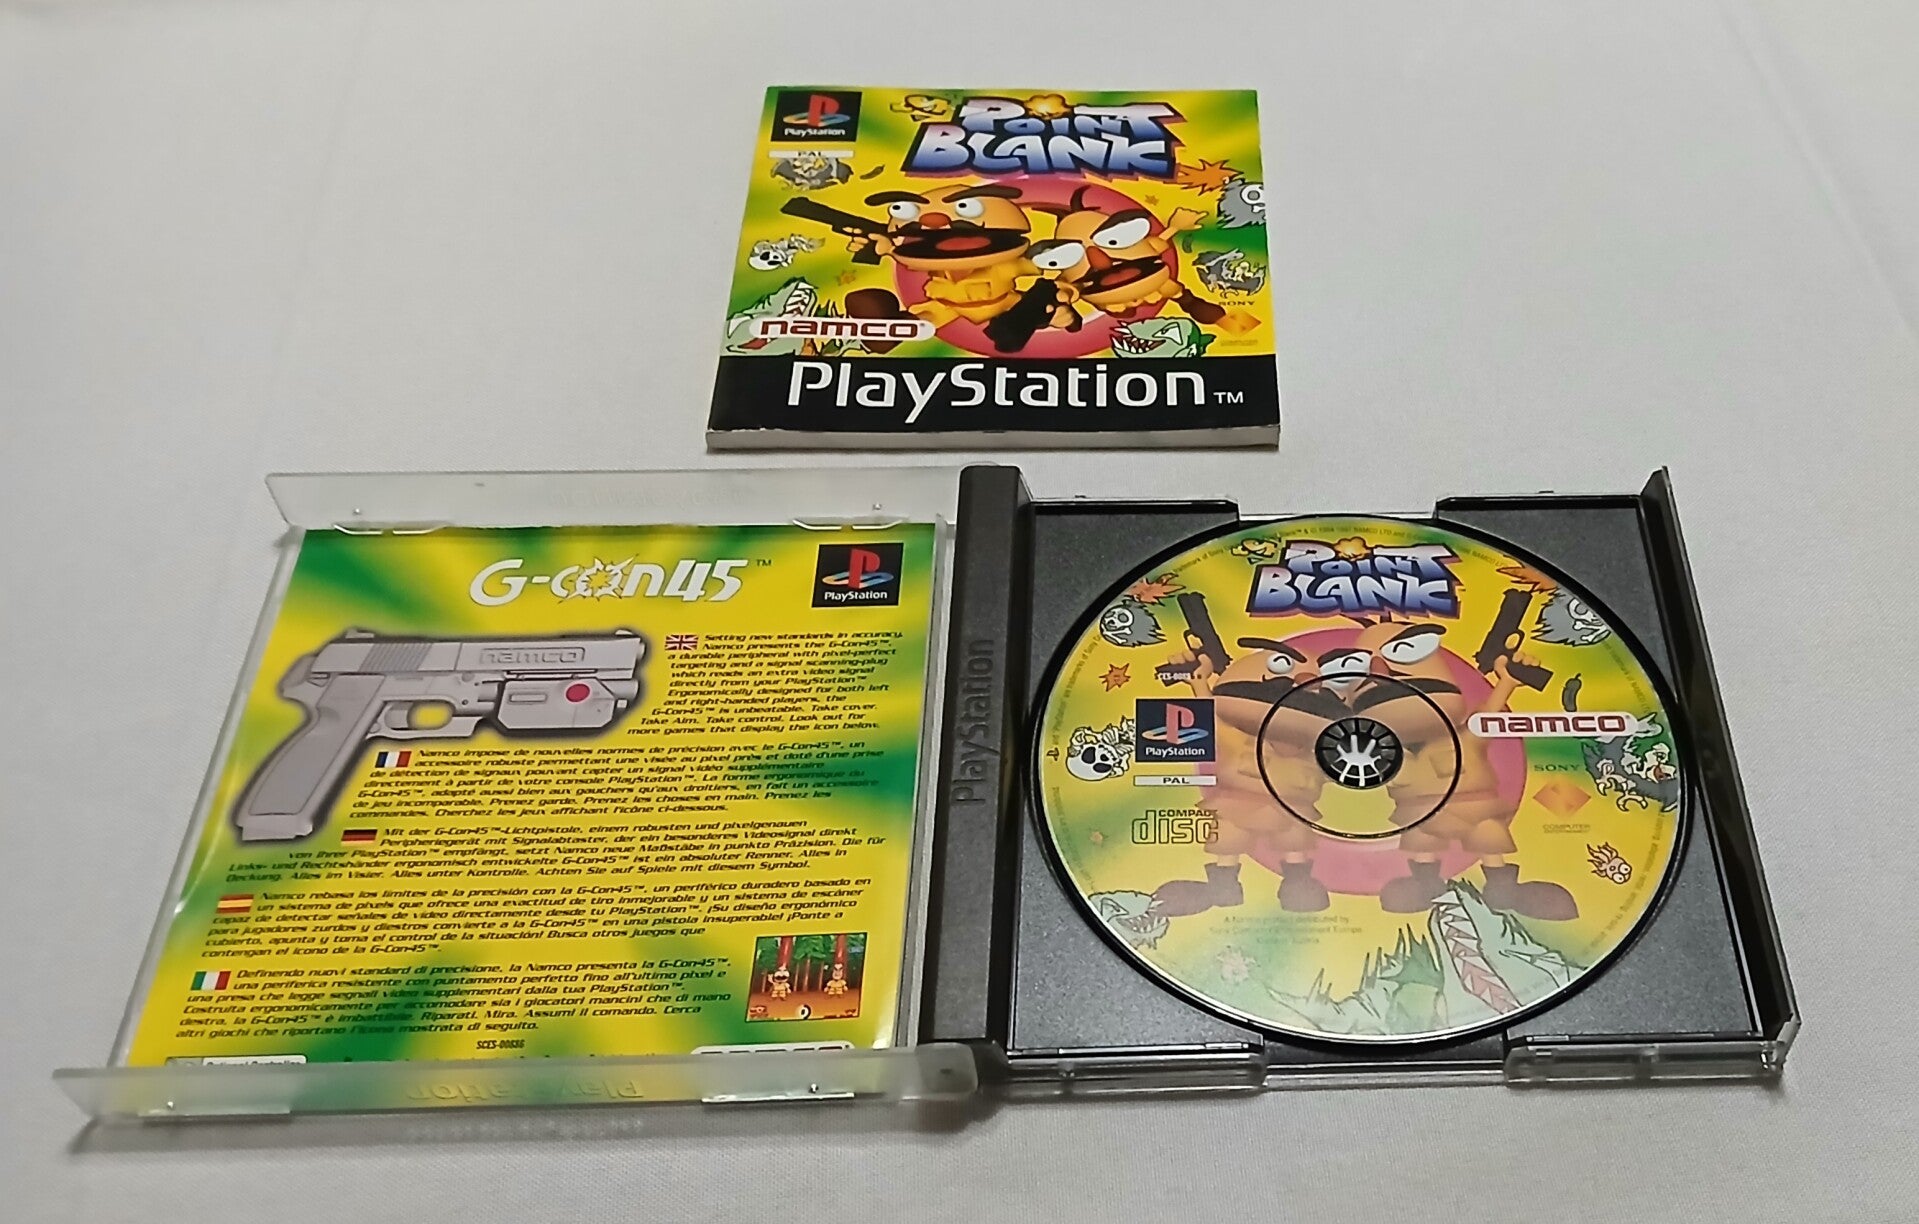 PlayStation
PAL
POINT
BLANK
SONY
namco
PlayStation™
G-CON45™
PlayStation
namco
Setting new standards in accuracy,
Namco presents the G-Con45™,
a durable peripheral with pixel-perfect
targeting and a signal scanning-plug
which reads an extra video signal
directly from your PlayStation™
Ergonomically designed for both left
and right-handed players, the
G-Con45™ is unbeatable. Take cover.
Take Aim. Take control. Look out for
more games that display the icon below.
Namco impose de nouvelles normes de précision avec le G-Con45™, un
accessoire robuste permettant une visée au pixel près et doté d'une prise
de détection de signaux pouvant capter un signal vidéo supplémentaire
directement à partir de votre console PlayStation™. La forme ergonomique du
G-Con45™, adapté aussi bien aux gauchers qu'aux droitiers, en fait un accessoire
de jeu incomparable. Prenez garde. Prenez les choses en main. Prenez les
commandes. Cherchez les jeux affichant l'icône ci-dessous.
Mit der G-Con45™-Lichtpistole, einem robusten und pixelgenauen
Peripheriegerät mit Signalabtaster, der ein besonderes Videosignal direkt
von Ihrer PlayStation™ empfängt, setzt Namco neue Maßstäbe in punkto Präzision. Die für
Links- und Rechtshänder ergonomisch entwickelte G-Con45™ ist ein absoluter Renner. Alles in
Deckung. Alles im Visier. Alles unter Kontrolle. Achten Sie auf Spiele mit diesem Symbol.
Namco rebasa los límites de la precisión con la G-Con45™, un periférico duradero basado en
un sistema de pixels que ofrece una exactitud de tiro inmejorable y un sistema de escáner
capaz de detectar señales de vídeo directamente desde tu PlayStation™. ¡Su diseño ergonómico
para jugadores zurdos y diestros convierte a la G-Con45™ en una pistola insuperable! ¡Ponte a
cubierto, apunta y toma el control de la situación! Busca otros juegos que
contengan el icono de la G-Con45™.
Definendo nuovi standard di precisione, la Namco presenta la G-Con45™,
una periferica resistente con puntamento perfetto fino all'ultimo pixel e
una presa che legge segnali video supplementari dalla tua PlayStation™.
Costruita ergonomicamente per accomodare sia i giocatori mancini che di mano
destra, la G-Con45™ è imbattibile. Riparati. Mira. Assumi il comando. Cerca
altri giochi che riportano l'icona mostrata di seguito.
SCES-00886
PlayStation
PlayStation
POINT
BLANK
PlayStation
PAL
COMPACT
disc
namco
SONY
COMPUTER
ENTERTAINMENT
A Namco product distributed by
Sony Computer Entertainment Europe